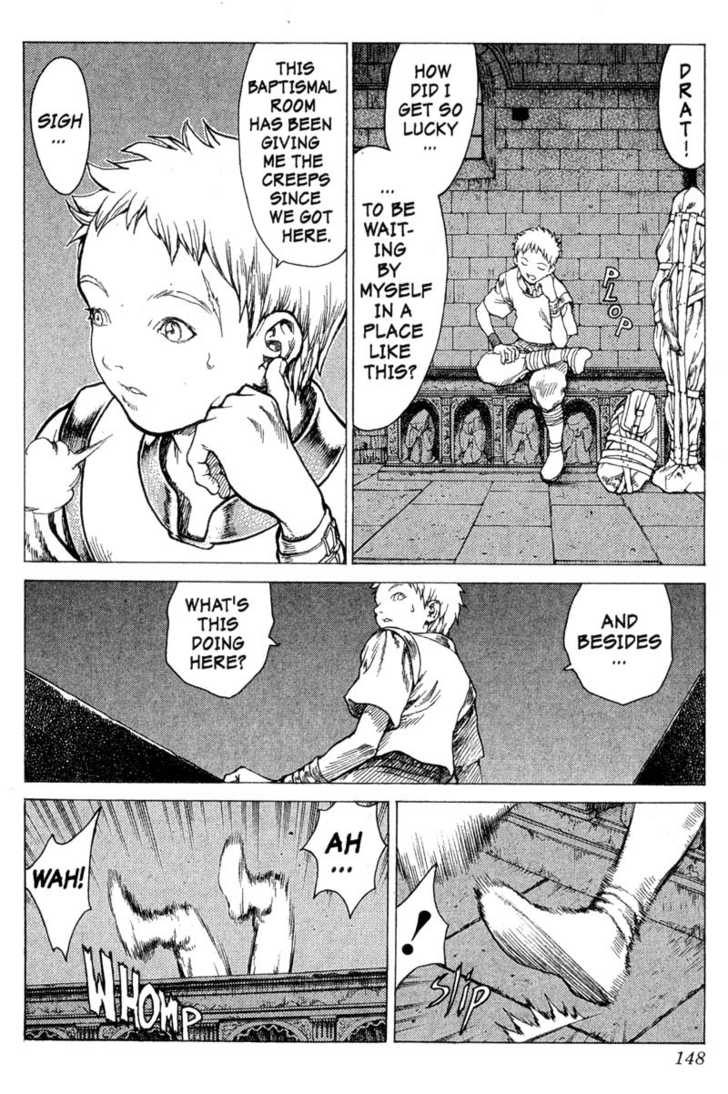 DRAT!
HOW
DID I
GET SO
LUCKY
...
...
TO BE
WAIT-
ING
BY
MYSELF
IN A
PLACE
LIKE
THIS?
PLOP
THIS
BAPTISMAL
ROOM
HAS BEEN
GIVING
ME THE
CREEPS
SINCE
WE GOT
HERE.
SIGH
...
AND
BESIDES
...
WHAT'S
THIS
DOING
HERE?
!
SLIP
AH
...
WAH!
WHOMP
148